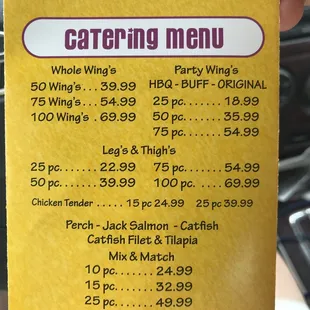 CATERING MENU
Whole Wing's
50 Wing's... 39.99
75 Wing's... 54.99
100 Wing's . 69.99
Party Wing's
HBQ - BUFF - ORIGINAL
25 pc....... 18.99
50 pc....... 35.99
75 pc....... 54.99
Leg's & Thigh's
25 pc....... 22.99
50 pc....... 39.99
75 pc....... 54.99
100 pc. .... 69.99
Chicken Tender ..... 15 pc 24.99 25 pc 39.99
Perch - Jack Salmon - Catfish
Catfish Filet & Tilapia
Mix & Match
10 pc....... 24.99
15 pc....... 32.99
25 pc....... 49.99